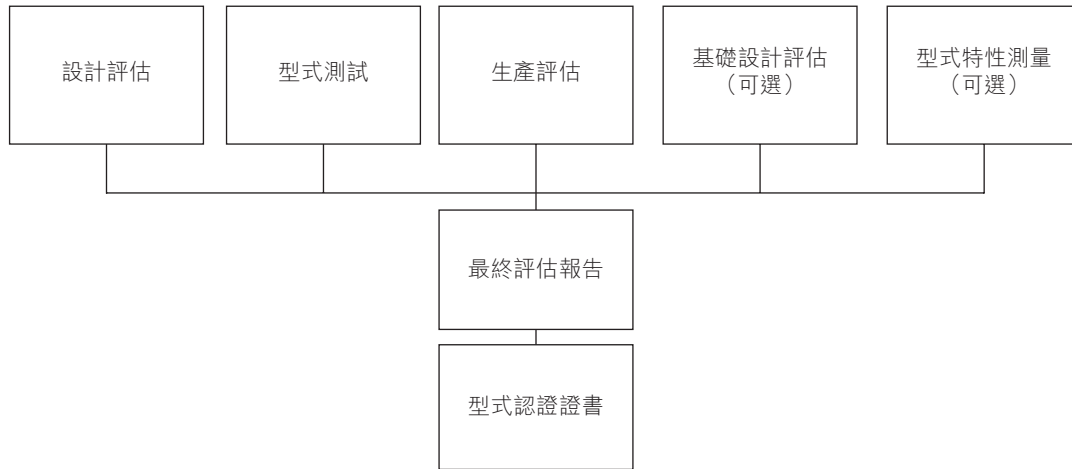 設計評估
型式測試
生產評估
基礎設計評估
（可選）
型式特性測量
（可選）
最終評估報告
型式認證證書